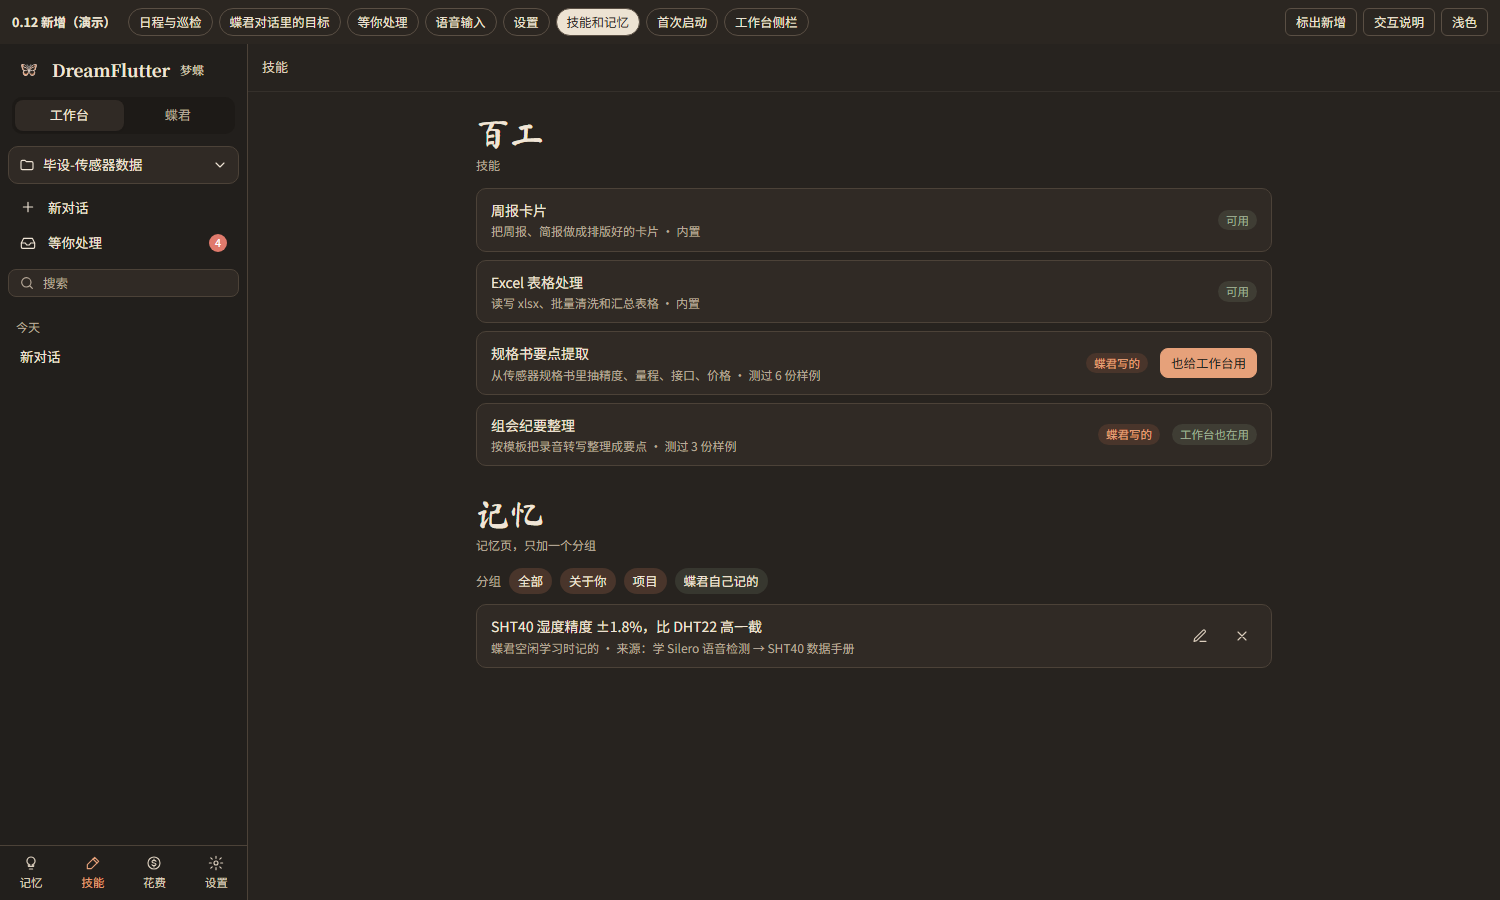 0.12 新增（演示） 日程与巡检 蝶君对话里的目标 等你处理 语音输入 设置 技能和记忆 首次启动 工作台侧栏 标出新增 交互说明 浅色
DreamFlutter 梦蝶
工作台 蝶君
毕设-传感器数据
新对话
等你处理 4
搜索
今天
新对话
记忆 技能 花费 设置
技能
百工
技能
周报卡片
把周报、简报做成排版好的卡片 · 内置
可用
Excel 表格处理
读写 xlsx、批量清洗和汇总表格 · 内置
可用
规格书要点提取
从传感器规格书里抽精度、量程、接口、价格 · 测过 6 份样例
蝶君写的 也给工作台用
组会纪要整理
按模板把录音转写整理成要点 · 测过 3 份样例
蝶君写的 工作台也在用
记忆
记忆页，只加一个分组
分组 全部 关于你 项目 蝶君自己记的
SHT40 湿度精度 ±1.8%，比 DHT22 高一截
蝶君空闲学习时记的 · 来源：学 Silero 语音检测 → SHT40 数据手册